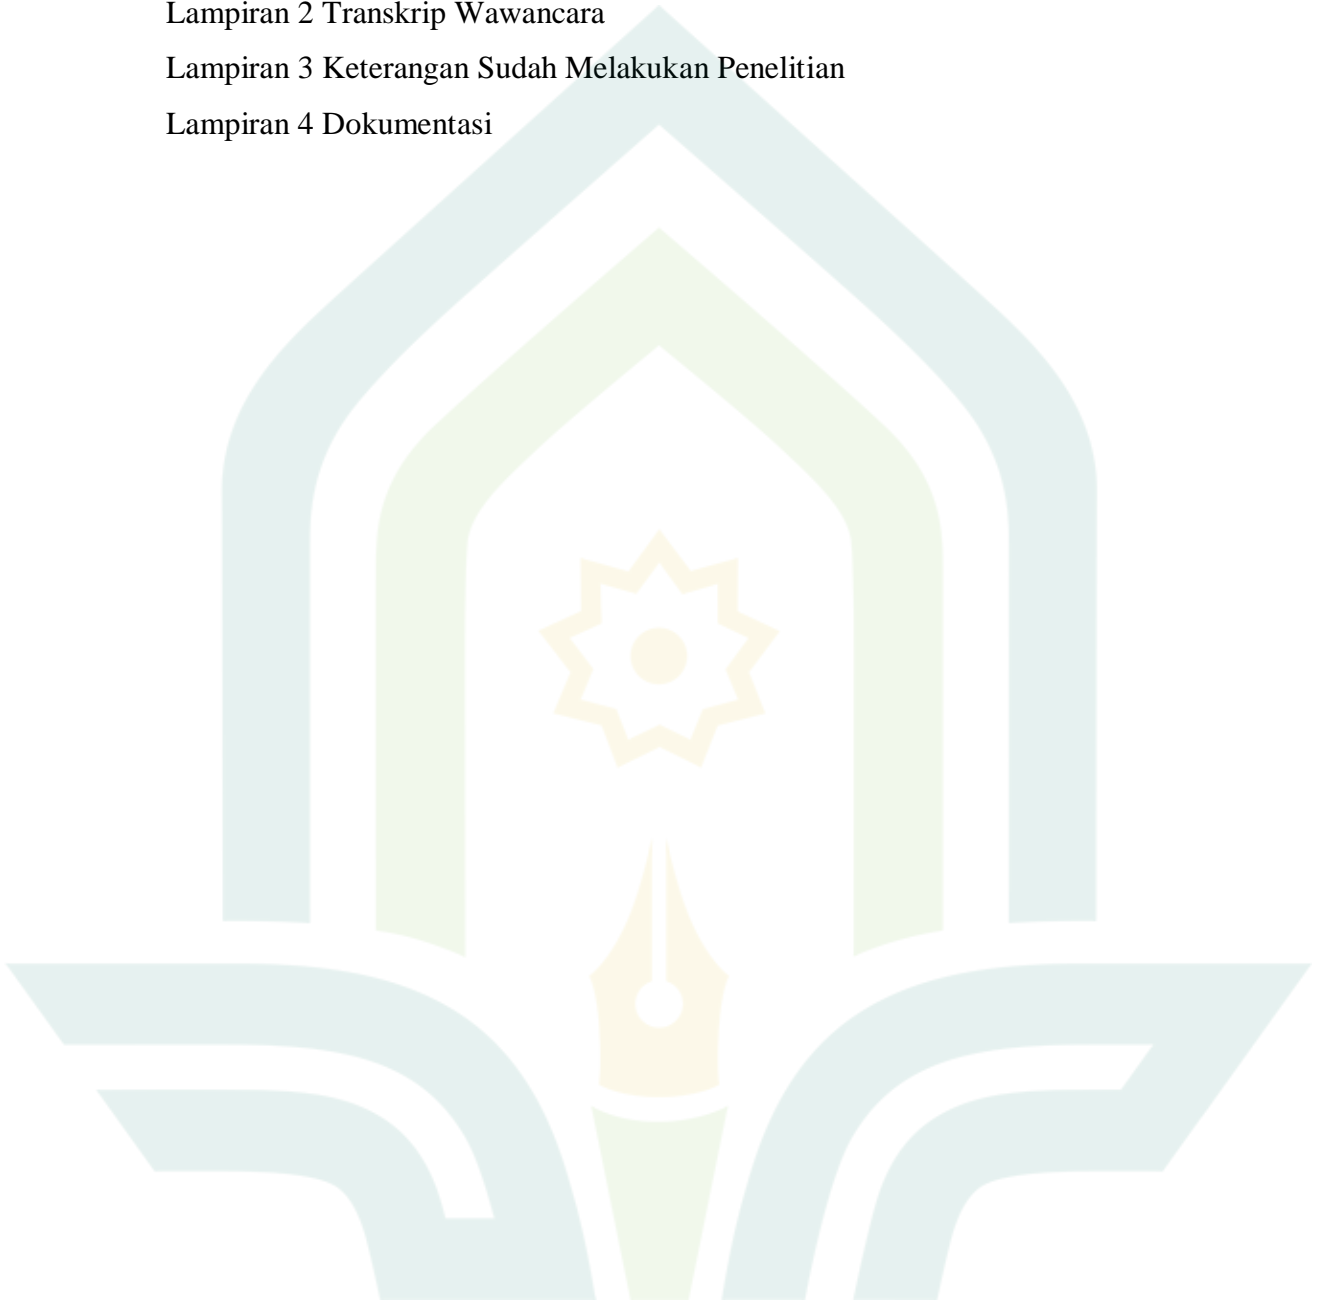 Lampiran 2 Transkrip Wawancara
Lampiran 3 Keterangan Sudah Melakukan Penelitian
Lampiran 4 Dokumentasi